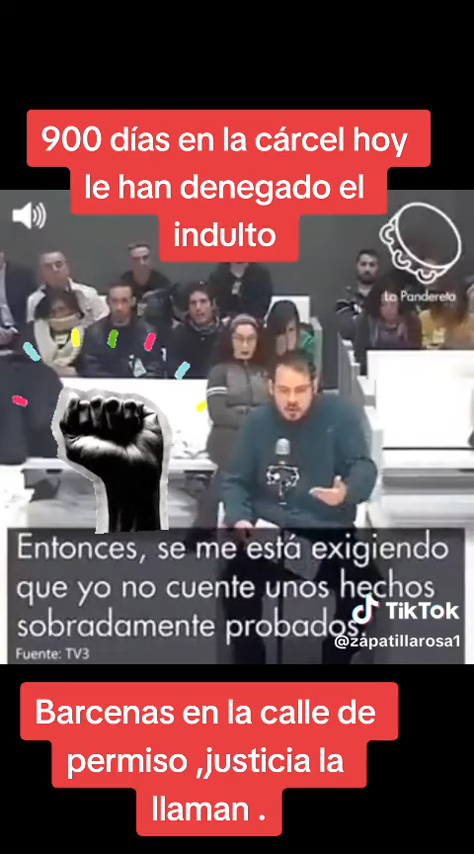 900 días en la cárcel hoy
le han denegado el
indulto
La Pandereta
Entonces, se me está exigiendo
que yo no cuente unos hechos
sobradamente probados.
TikTok
@zapatillarosa1
Fuente: TV3
Barcenas en la calle de
permiso ,justicia la
llaman .